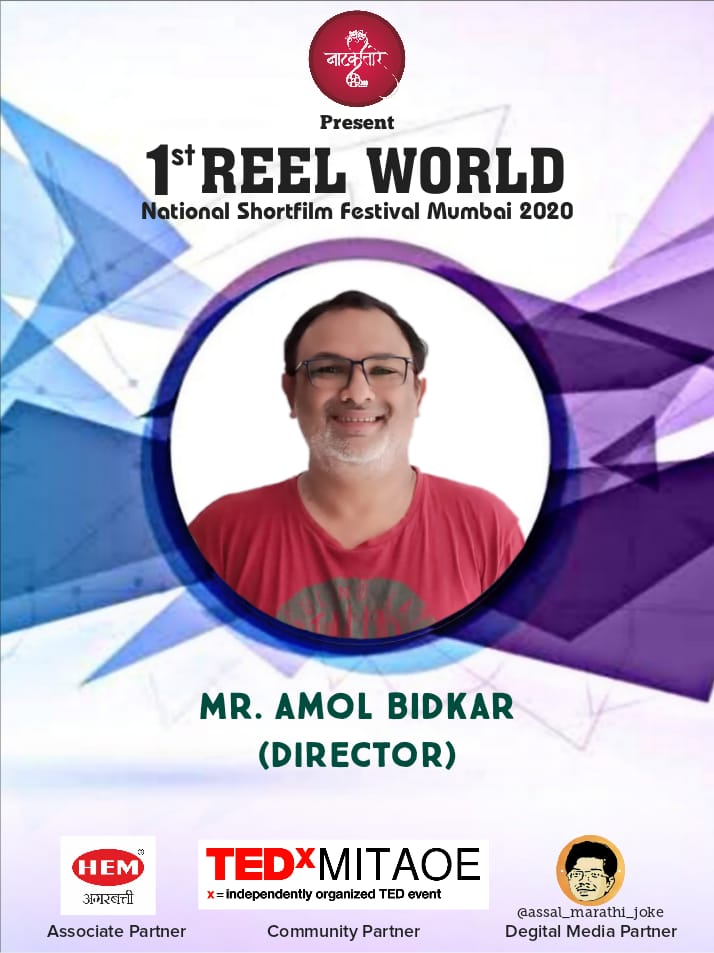 नाटकतोरे
Present
1st REEL WORLD
National Shortfilm Festival Mumbai 2020
MR. AMOL BIDKAR
(DIRECTOR)
HEM®
अगरबत्ती
TEDxMITAOE
x = independently organized TED event
@assal_marathi_joke
Associate Partner
Community Partner
Degital Media Partner